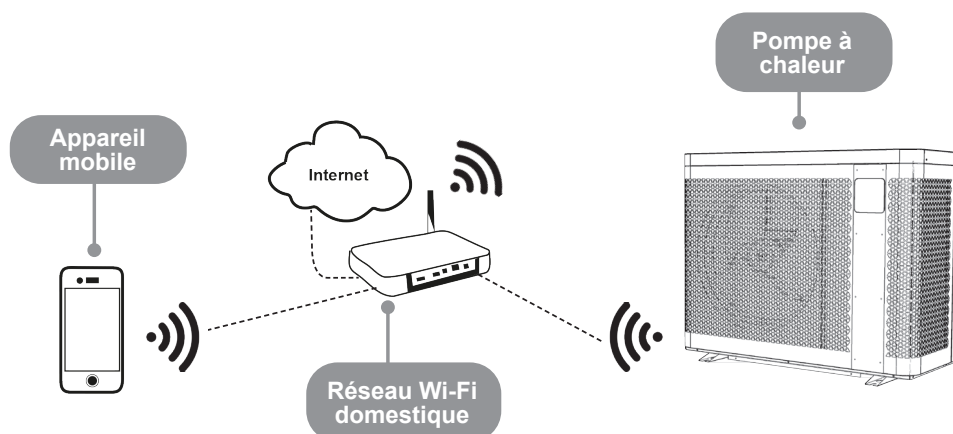 Pompe à
chaleur
Appareil
mobile
Internet
Réseau Wi-Fi
domestique